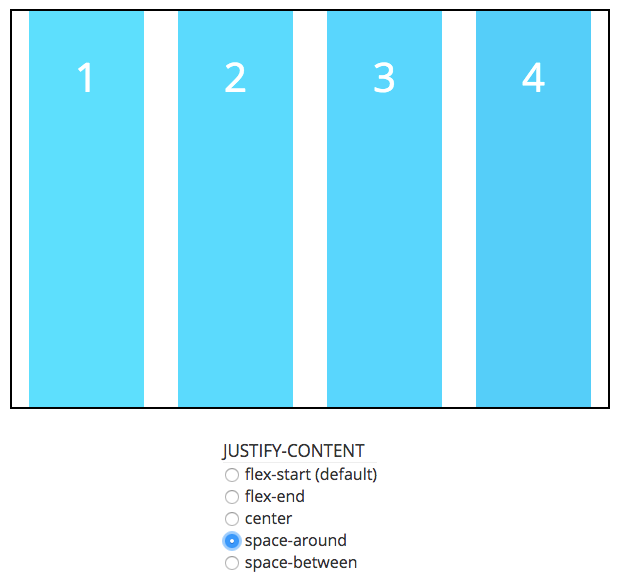 1 2 3 4
JUSTIFY-CONTENT
flex-start (default)
flex-end
center
space-around
space-between